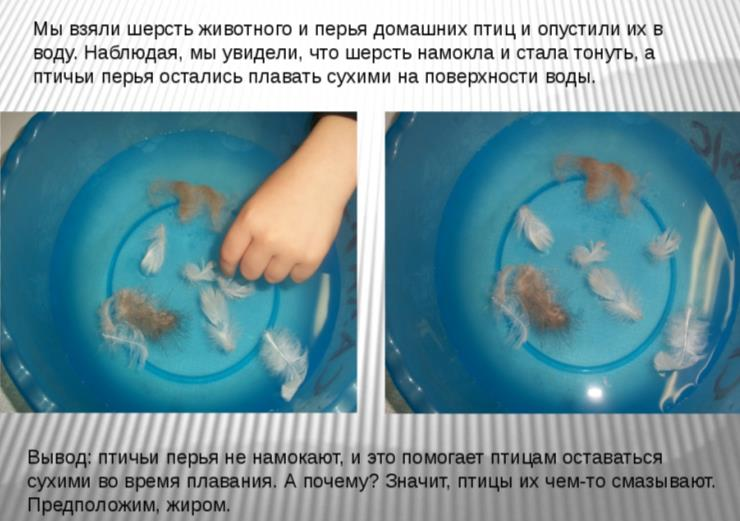 Мы взяли шерсть животного и перья домашних птиц и опустили их в
воду. Наблюдая, мы увидели, что шерсть намокла и стала тонуть, а
птичьи перья остались плавать сухими на поверхности воды.
Вывод: птичьи перья не намокают, и это помогает птицам оставаться
сухими во время плавания. А почему? Значит, птицы их чем-то смазывают.
Предположим, жиром.